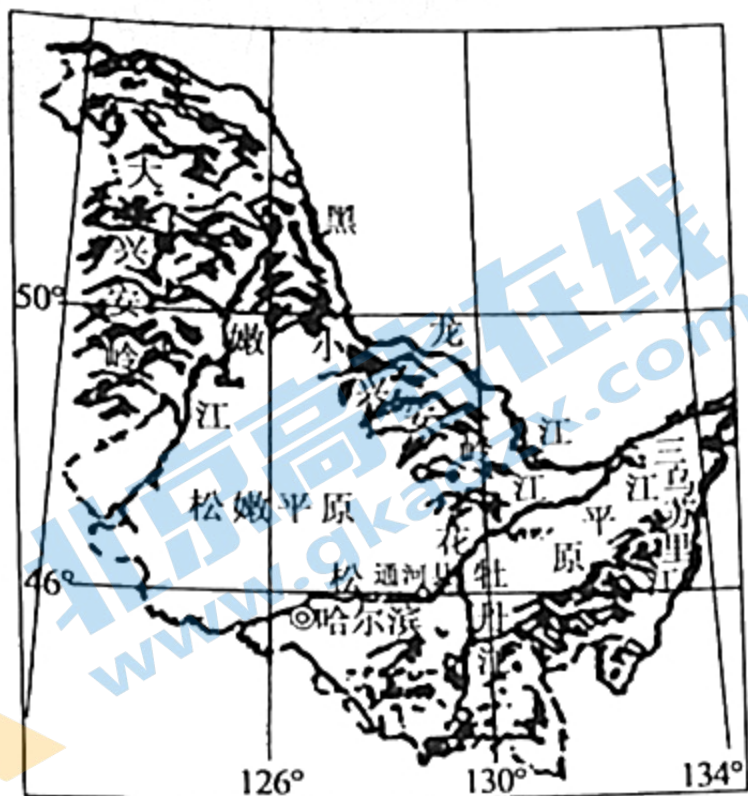 大兴安岭
黑龙江
50°
嫩江
小兴安岭
松嫩平原
三江平原
乌苏里江
松花江
46°
通河县
牡丹江
哈尔滨
126°
130°
134°
北京高考在线
www.gkaozx.com